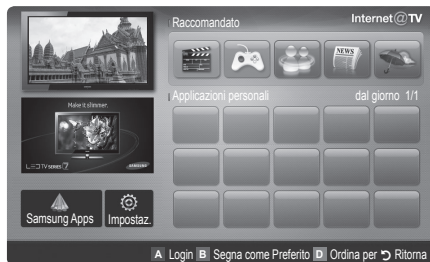 Raccomandato
Internet@TV
NEWS
Applicazioni personali
dal giorno 1/1
Make it slimmer.
LED TV SERIES 7
SAMSUNG
Samsung Apps
Impostaz.
A Login B Segna come Preferito D Ordina per Ritorna